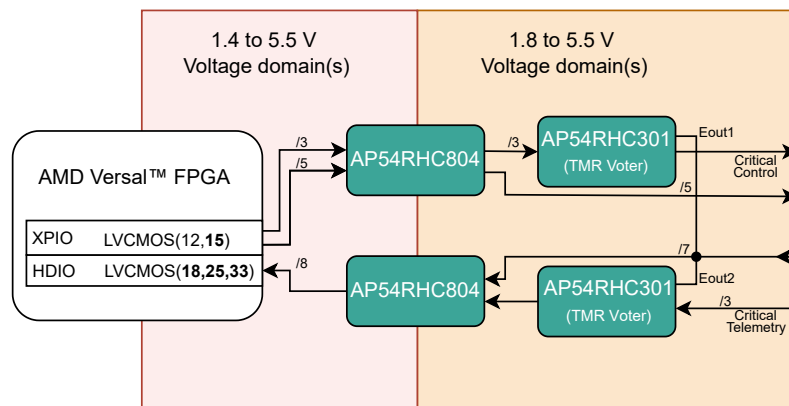 1.4 to 5.5 V
Voltage domain(s)
1.8 to 5.5 V
Voltage domain(s)
AMD Versal™ FPGA
XPIO LVCMOS(12,15)
HDIO LVCMOS(18,25,33)
/3
/5
/8
AP54RHC804
AP54RHC804
/3
AP54RHC301
(TMR Voter)
Eout1
Critical
Control
/5
/7
AP54RHC301
(TMR Voter)
Eout2
/3
Critical
Telemetry